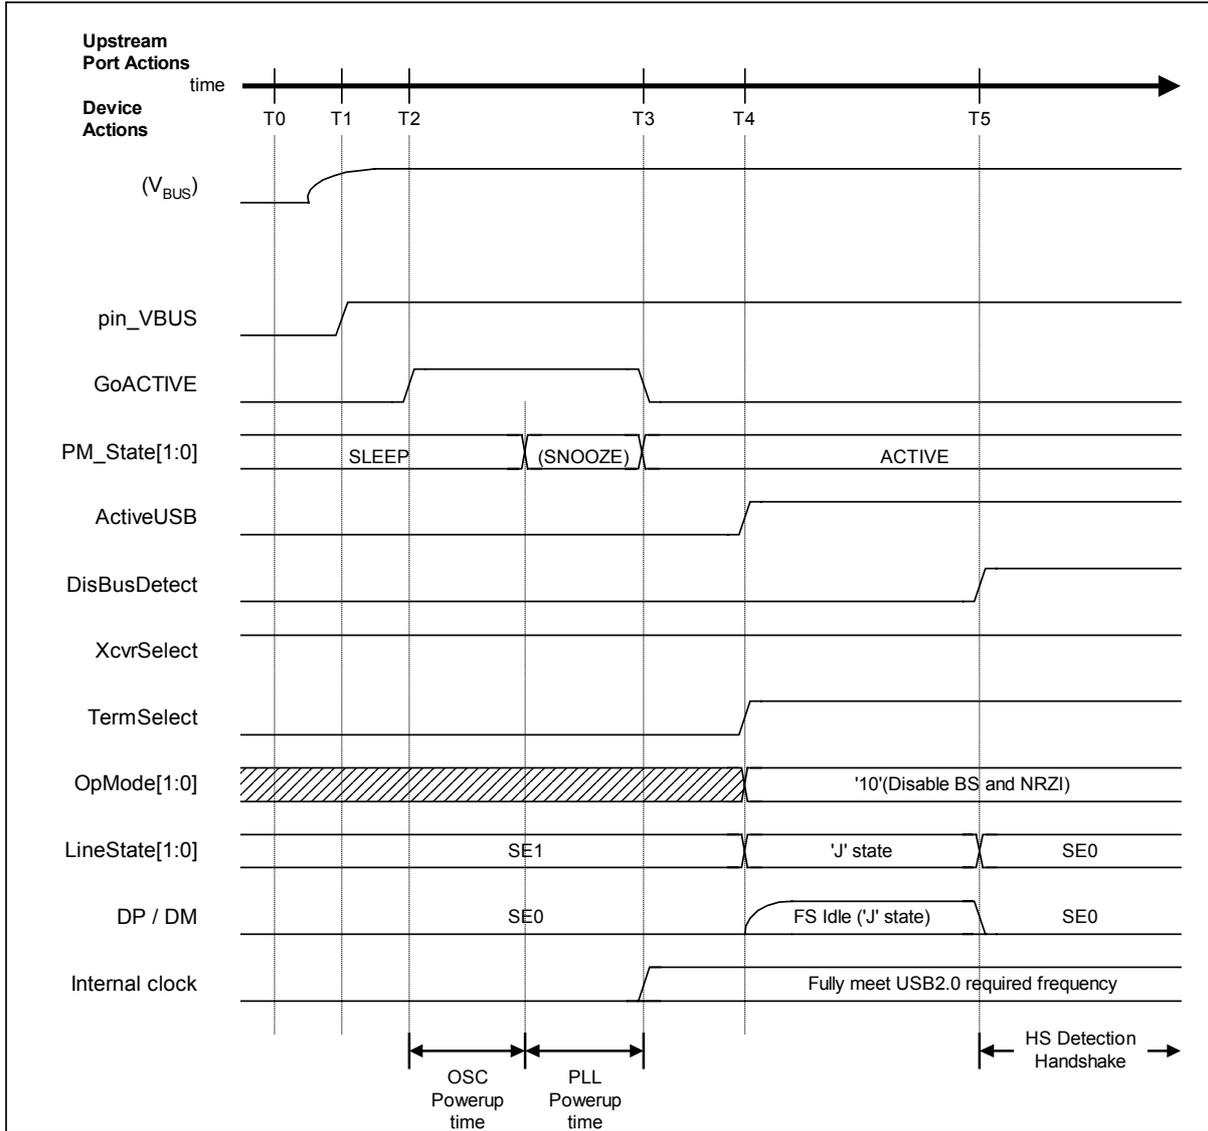 Upstream
Port Actions
time
Device
Actions
T0 T1 T2 T3 T4 T5
(VBUS)
pin_VBUS
GoACTIVE
PM_State[1:0]
SLEEP (SNOOZE) ACTIVE
ActiveUSB
DisBusDetect
XcvrSelect
TermSelect
OpMode[1:0]
'10'(Disable BS and NRZI)
LineState[1:0]
SE1 'J' state SE0
DP / DM
SE0 FS Idle ('J' state) SE0
Internal clock
Fully meet USB2.0 required frequency
OSC
Powerup
time
PLL
Powerup
time
HS Detection
Handshake